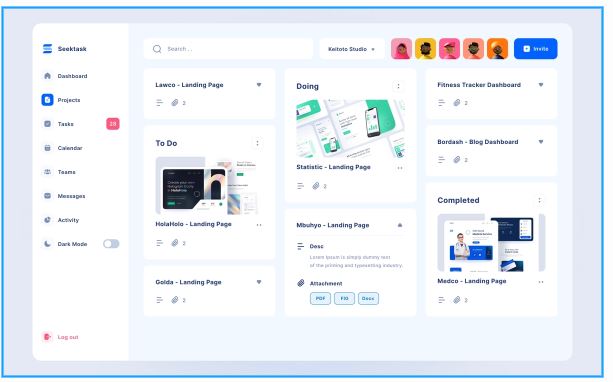 Seektask
Dashboard
Projects
Tasks 28
Calendar
Teams
Messages
Activity
Dark Mode
Log out
Search...
Keitoto Studio
Invite
Lawco - Landing Page
2
To Do
HolaHolo - Landing Page
2
Golda - Landing Page
2
Doing
Statistic - Landing Page
2
Mbuhyo - Landing Page
Desc
Lorem Ipsum is simply dummy text
of the printing and typesetting industry.
Attachment
PDF FIG Docs
Fitness Tracker Dashboard
2
Bordash - Blog Dashboard
2
Completed
Medco - Landing Page
2